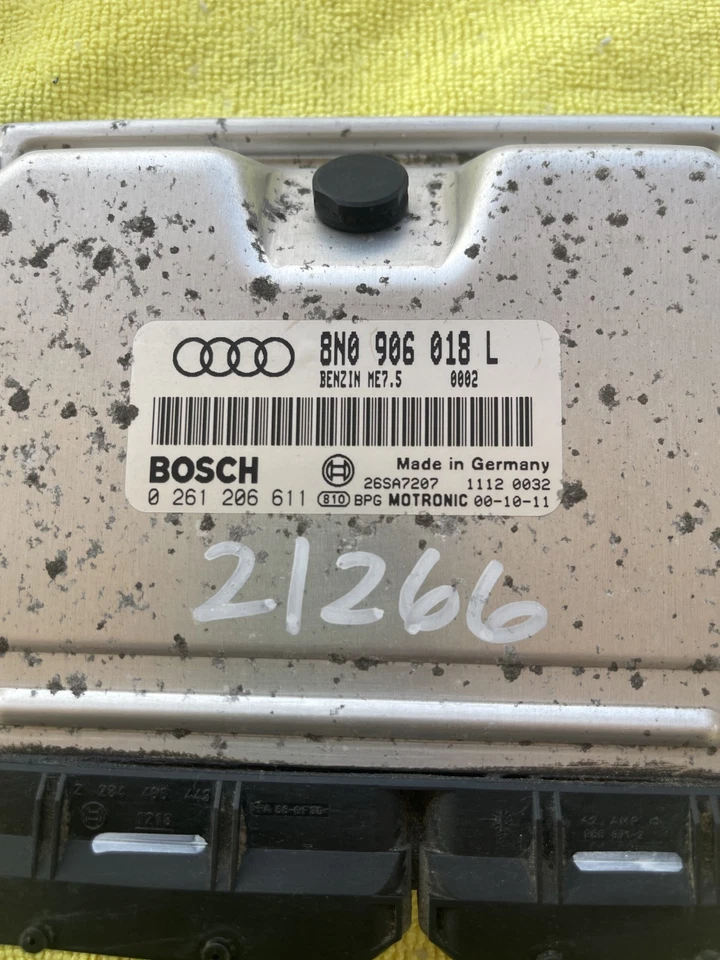 8N0 906 018 L
BENZIN ME7.5 0002
BOSCH
Made in Germany
26SA7207 1112 0032
0 261 206 611 810 BPG MOTRONIC 00-10-11
21266
1218